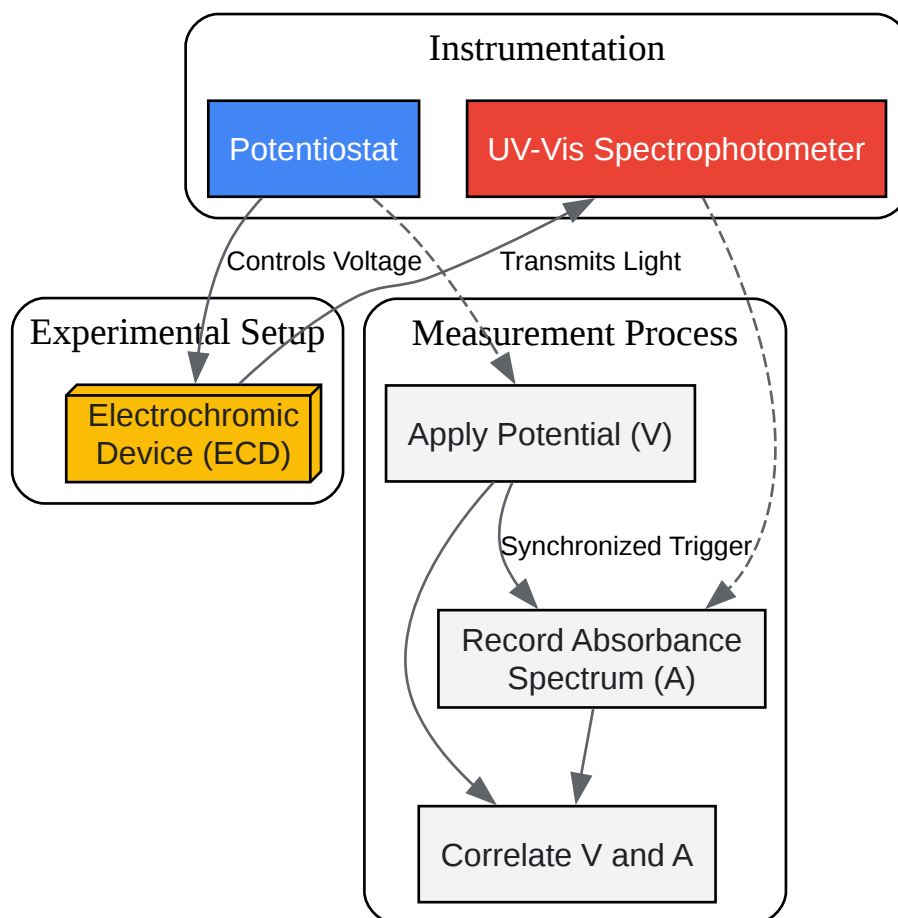 Instrumentation
Potentiostat
UV-Vis Spectrophotometer
Controls Voltage
Transmits Light
Experimental Setup
Measurement Process
Electrochromic
Device (ECD)
Apply Potential (V)
Synchronized Trigger
Record Absorbance
Spectrum (A)
Correlate V and A